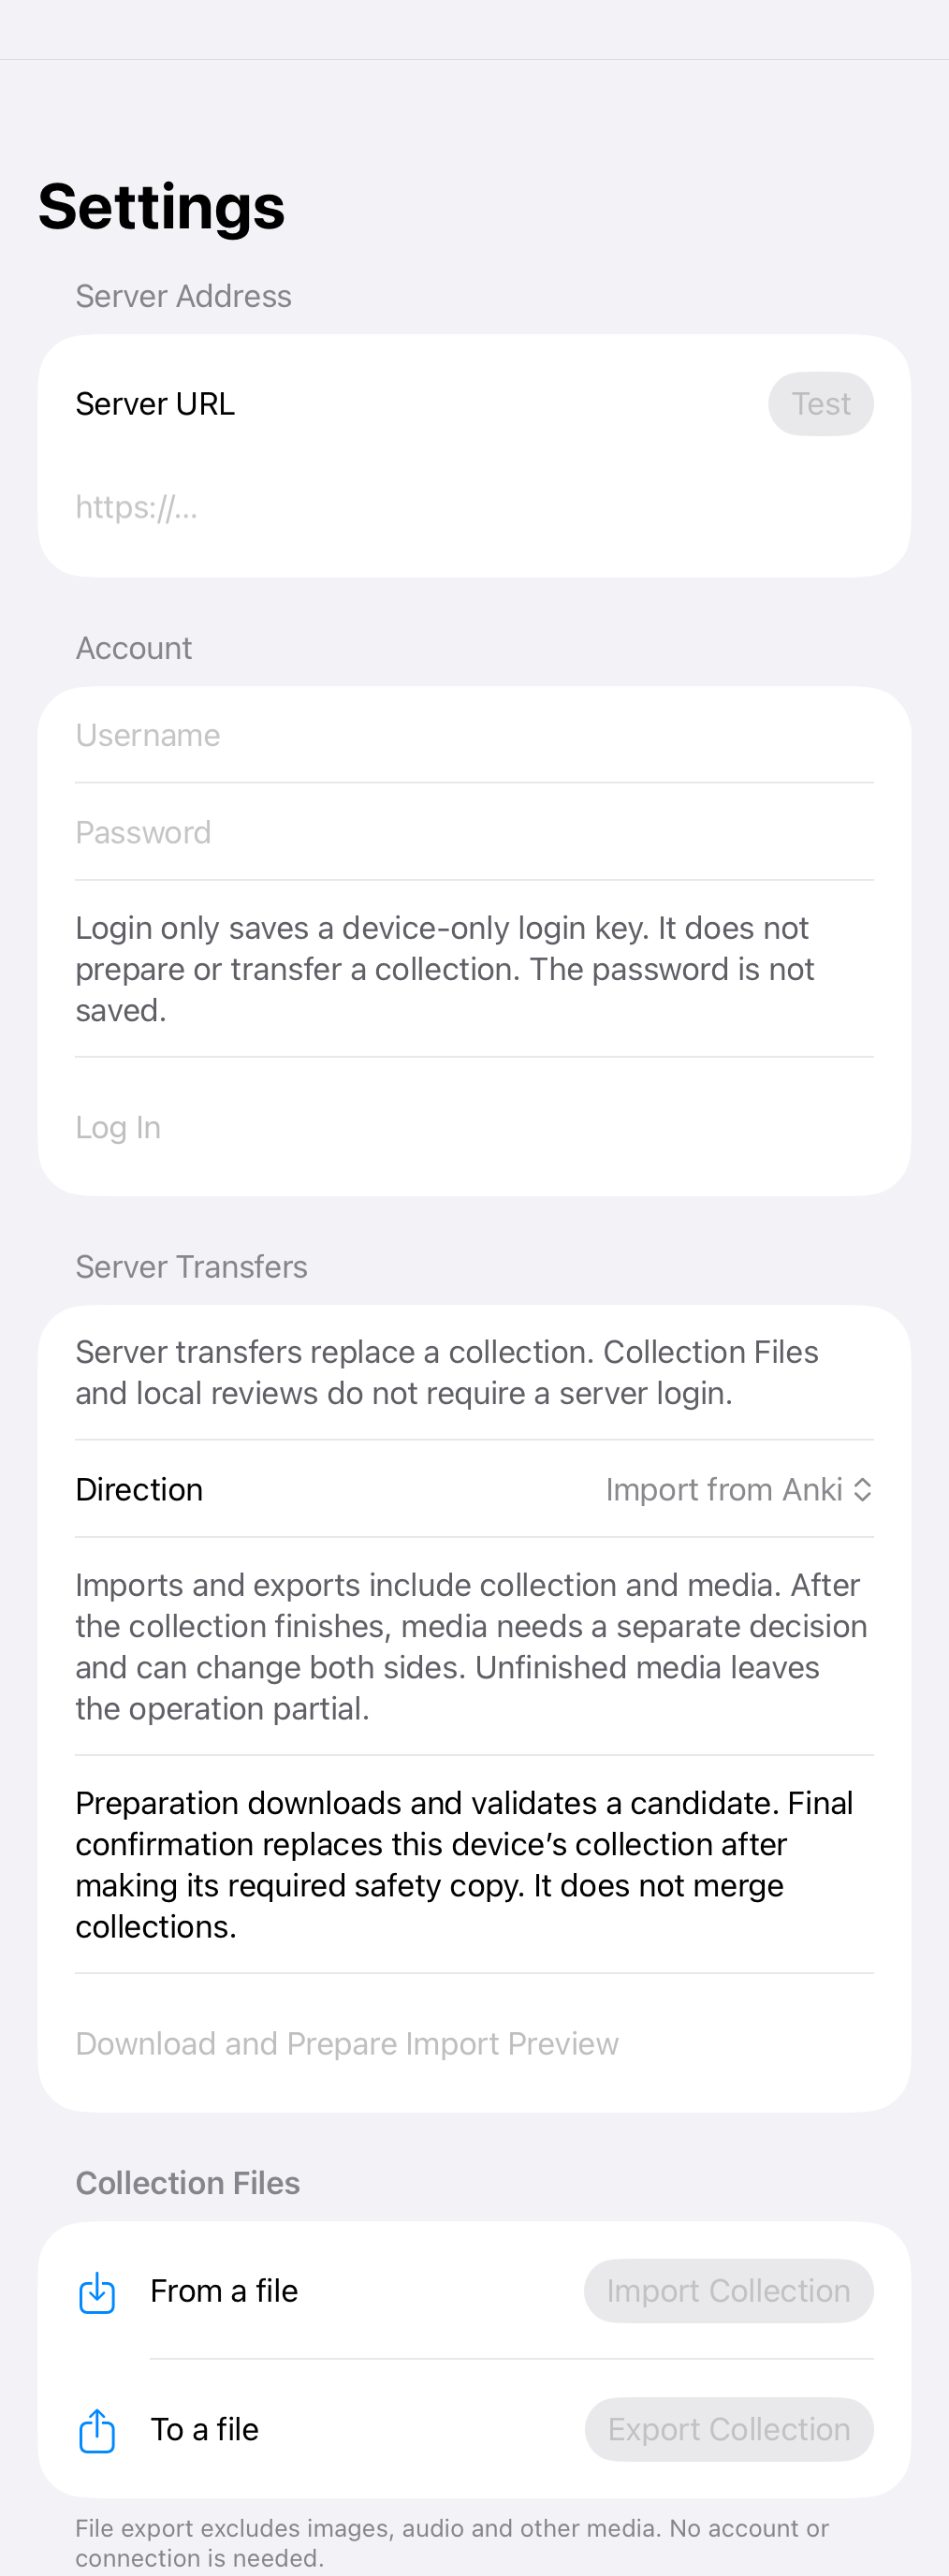 Settings
Server Address
Server URL
Test
https://...
Account
Username
Password
Login only saves a device-only login key. It does not
prepare or transfer a collection. The password is not
saved.
Log In
Server Transfers
Server transfers replace a collection. Collection Files
and local reviews do not require a server login.
Direction
Import from Anki
Imports and exports include collection and media. After
the collection finishes, media needs a separate decision
and can change both sides. Unfinished media leaves
the operation partial.
Preparation downloads and validates a candidate. Final
confirmation replaces this device’s collection after
making its required safety copy. It does not merge
collections.
Download and Prepare Import Preview
Collection Files
From a file
Import Collection
To a file
Export Collection
File export excludes images, audio and other media. No account or
connection is needed.